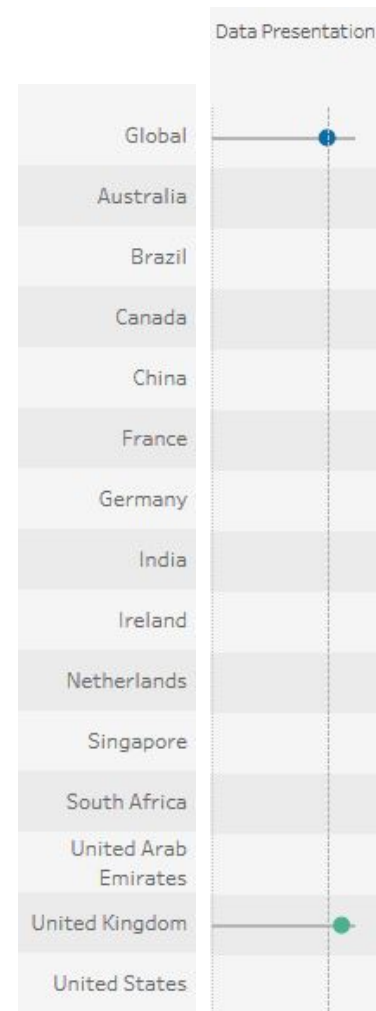 Data Presentation
Global
Australia
Brazil
Canada
China
France
Germany
India
Ireland
Netherlands
Singapore
South Africa
United Arab
Emirates
United Kingdom
United States